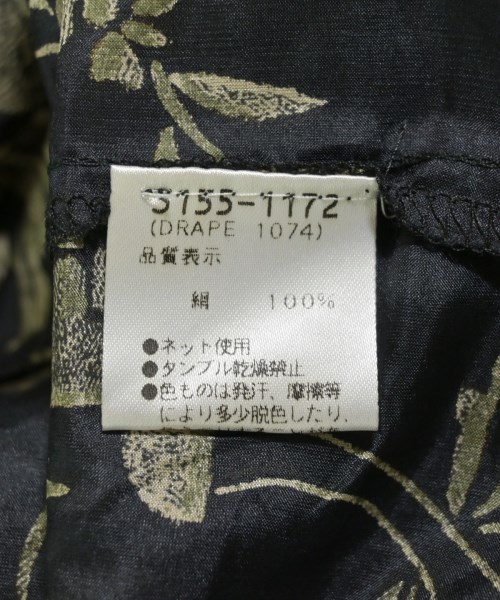 S155-1172
(DRAPE 1074)
品質表示
絹 100%
●ネット使用
●タンブル乾燥禁止
●色ものは発汗、摩擦等
により多少脱色したり、